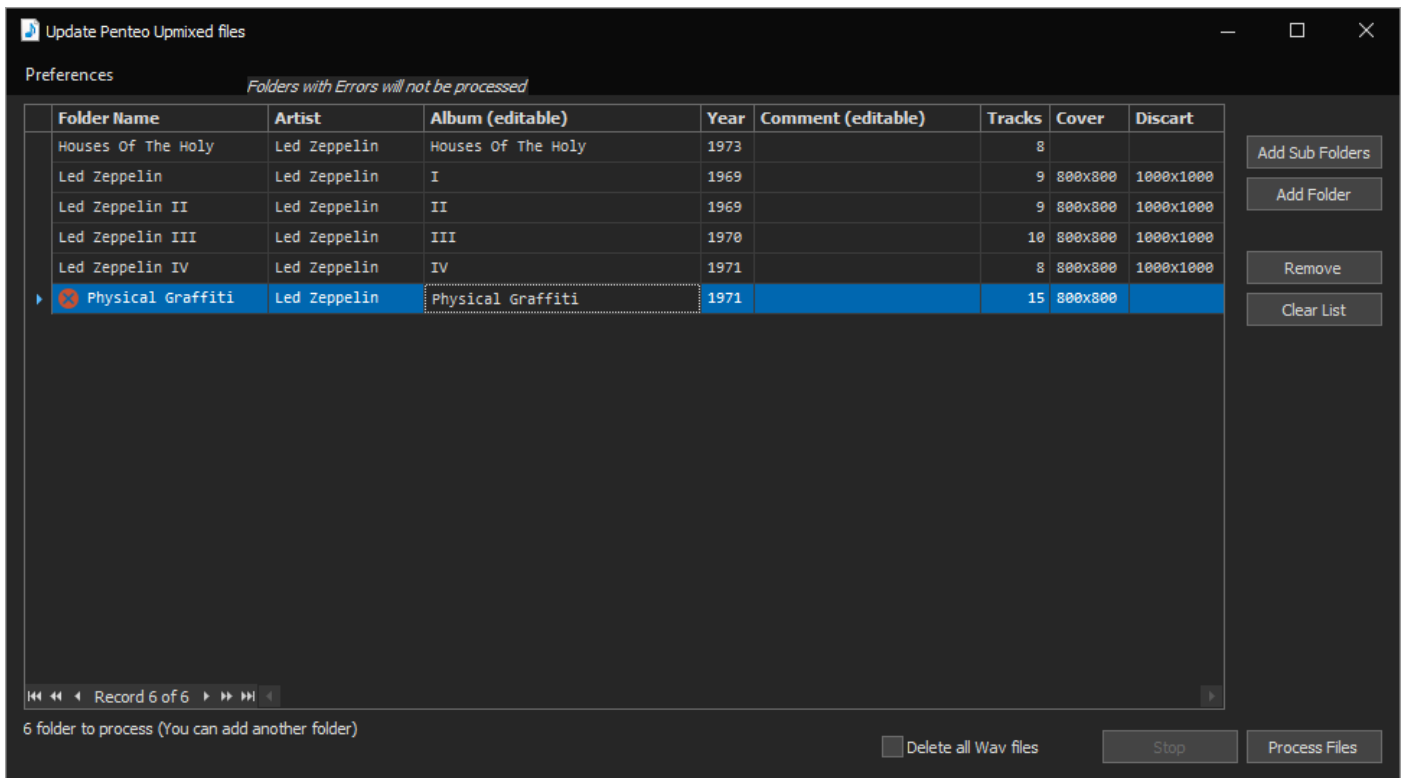 Update Penteo Upmixed files
Preferences
Folders with Errors will not be processed
Folder Name Artist Album (editable) Year Comment (editable) Tracks Cover Discart
Houses Of The Holy Led Zeppelin Houses Of The Holy 1973 8
Led Zeppelin Led Zeppelin I 1969 9 800x800 1000x1000
Led Zeppelin II Led Zeppelin II 1969 9 800x800 1000x1000
Led Zeppelin III Led Zeppelin III 1970 10 800x800 1000x1000
Led Zeppelin IV Led Zeppelin IV 1971 8 800x800 1000x1000
Physical Graffiti Led Zeppelin Physical Graffiti 1971 15 800x800
Add Sub Folders
Add Folder
Remove
Clear List
Record 6 of 6
6 folder to process (You can add another folder)
Delete all Wav files Stop Process Files